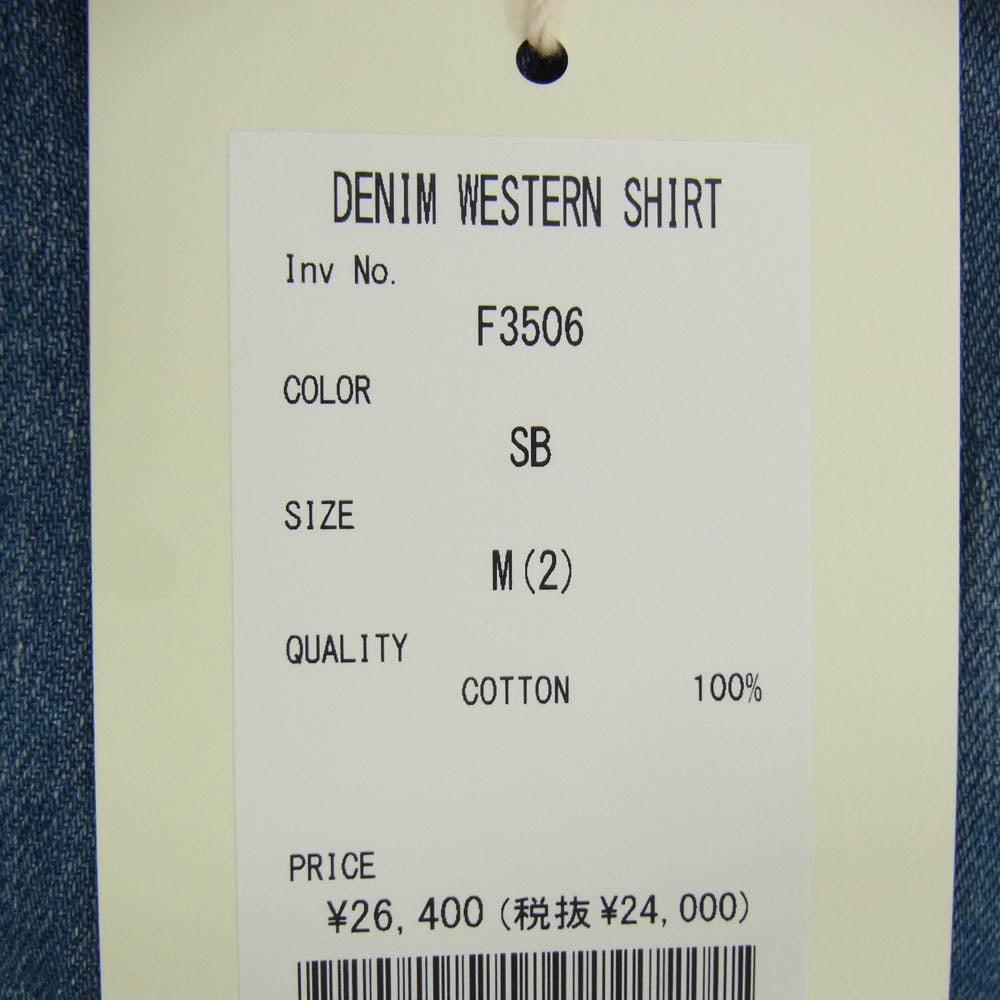 DENIM WESTERN SHIRT
Inv No.
F3506
COLOR
SB
SIZE
M(2)
QUALITY
COTTON 100%
PRICE
¥26,400(税抜¥24,000)